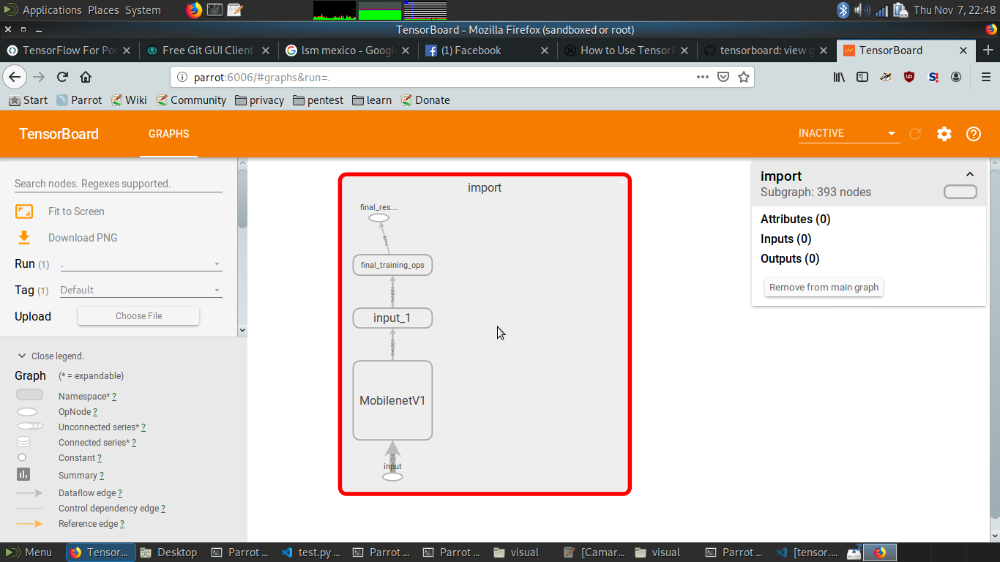 Applications Places System Thu Nov 7, 22:48
TensorBoard - Mozilla Firefox (sandboxed or root)
TensorFlow For Poe Free Git GUI Client lsm mexico - Google (1) Facebook How to Use TensorB tensorboard: view g TensorBoard
parrot:6006/#graphs&run=.
Start Parrot Wiki Community privacy pentest learn Donate
TensorBoard GRAPHS INACTIVE
Search nodes. Regexes supported.
Fit to Screen
Download PNG
Run (1) .
Tag (1) Default
Upload Choose File
Close legend.
Graph (* = expandable)
Namespace* ?
OpNode ?
Unconnected series* ?
Connected series* ?
Constant ?
Summary ?
Dataflow edge ?
Control dependency edge ?
Reference edge ?
import
final_res...
final_training_ops
input_1
MobilenetV1
input
import
Subgraph: 393 nodes
Attributes (0)
Inputs (0)
Outputs (0)
Remove from main graph
Menu Tensor... Desktop Parrot ... test.py ... Parrot ... Parrot ... visual [Camar... visual Parrot ... [tensor....